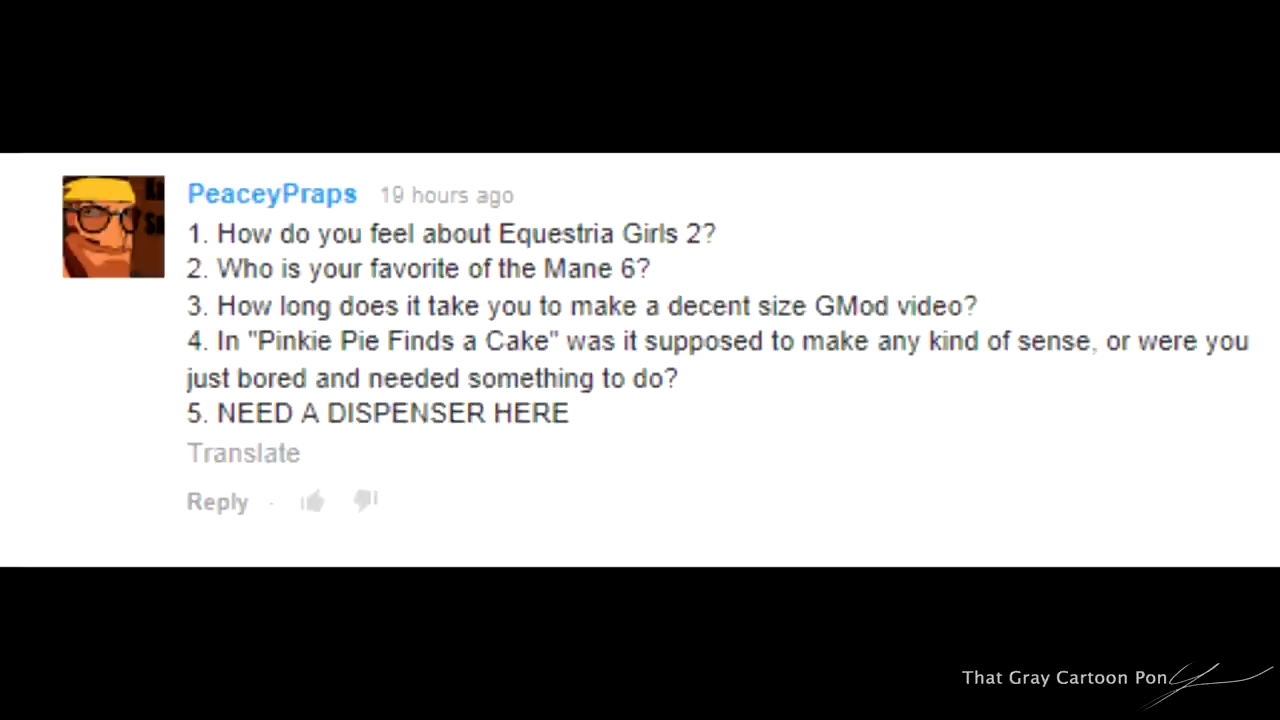 PeaceyPraps 19 hours ago
1. How do you feel about Equestria Girls 2?
2. Who is your favorite of the Mane 6?
3. How long does it take you to make a decent size GMod video?
4. In "Pinkie Pie Finds a Cake" was it supposed to make any kind of sense, or were you
just bored and needed something to do?
5. NEED A DISPENSER HERE
Translate
Reply ·
That Gray Cartoon Pony